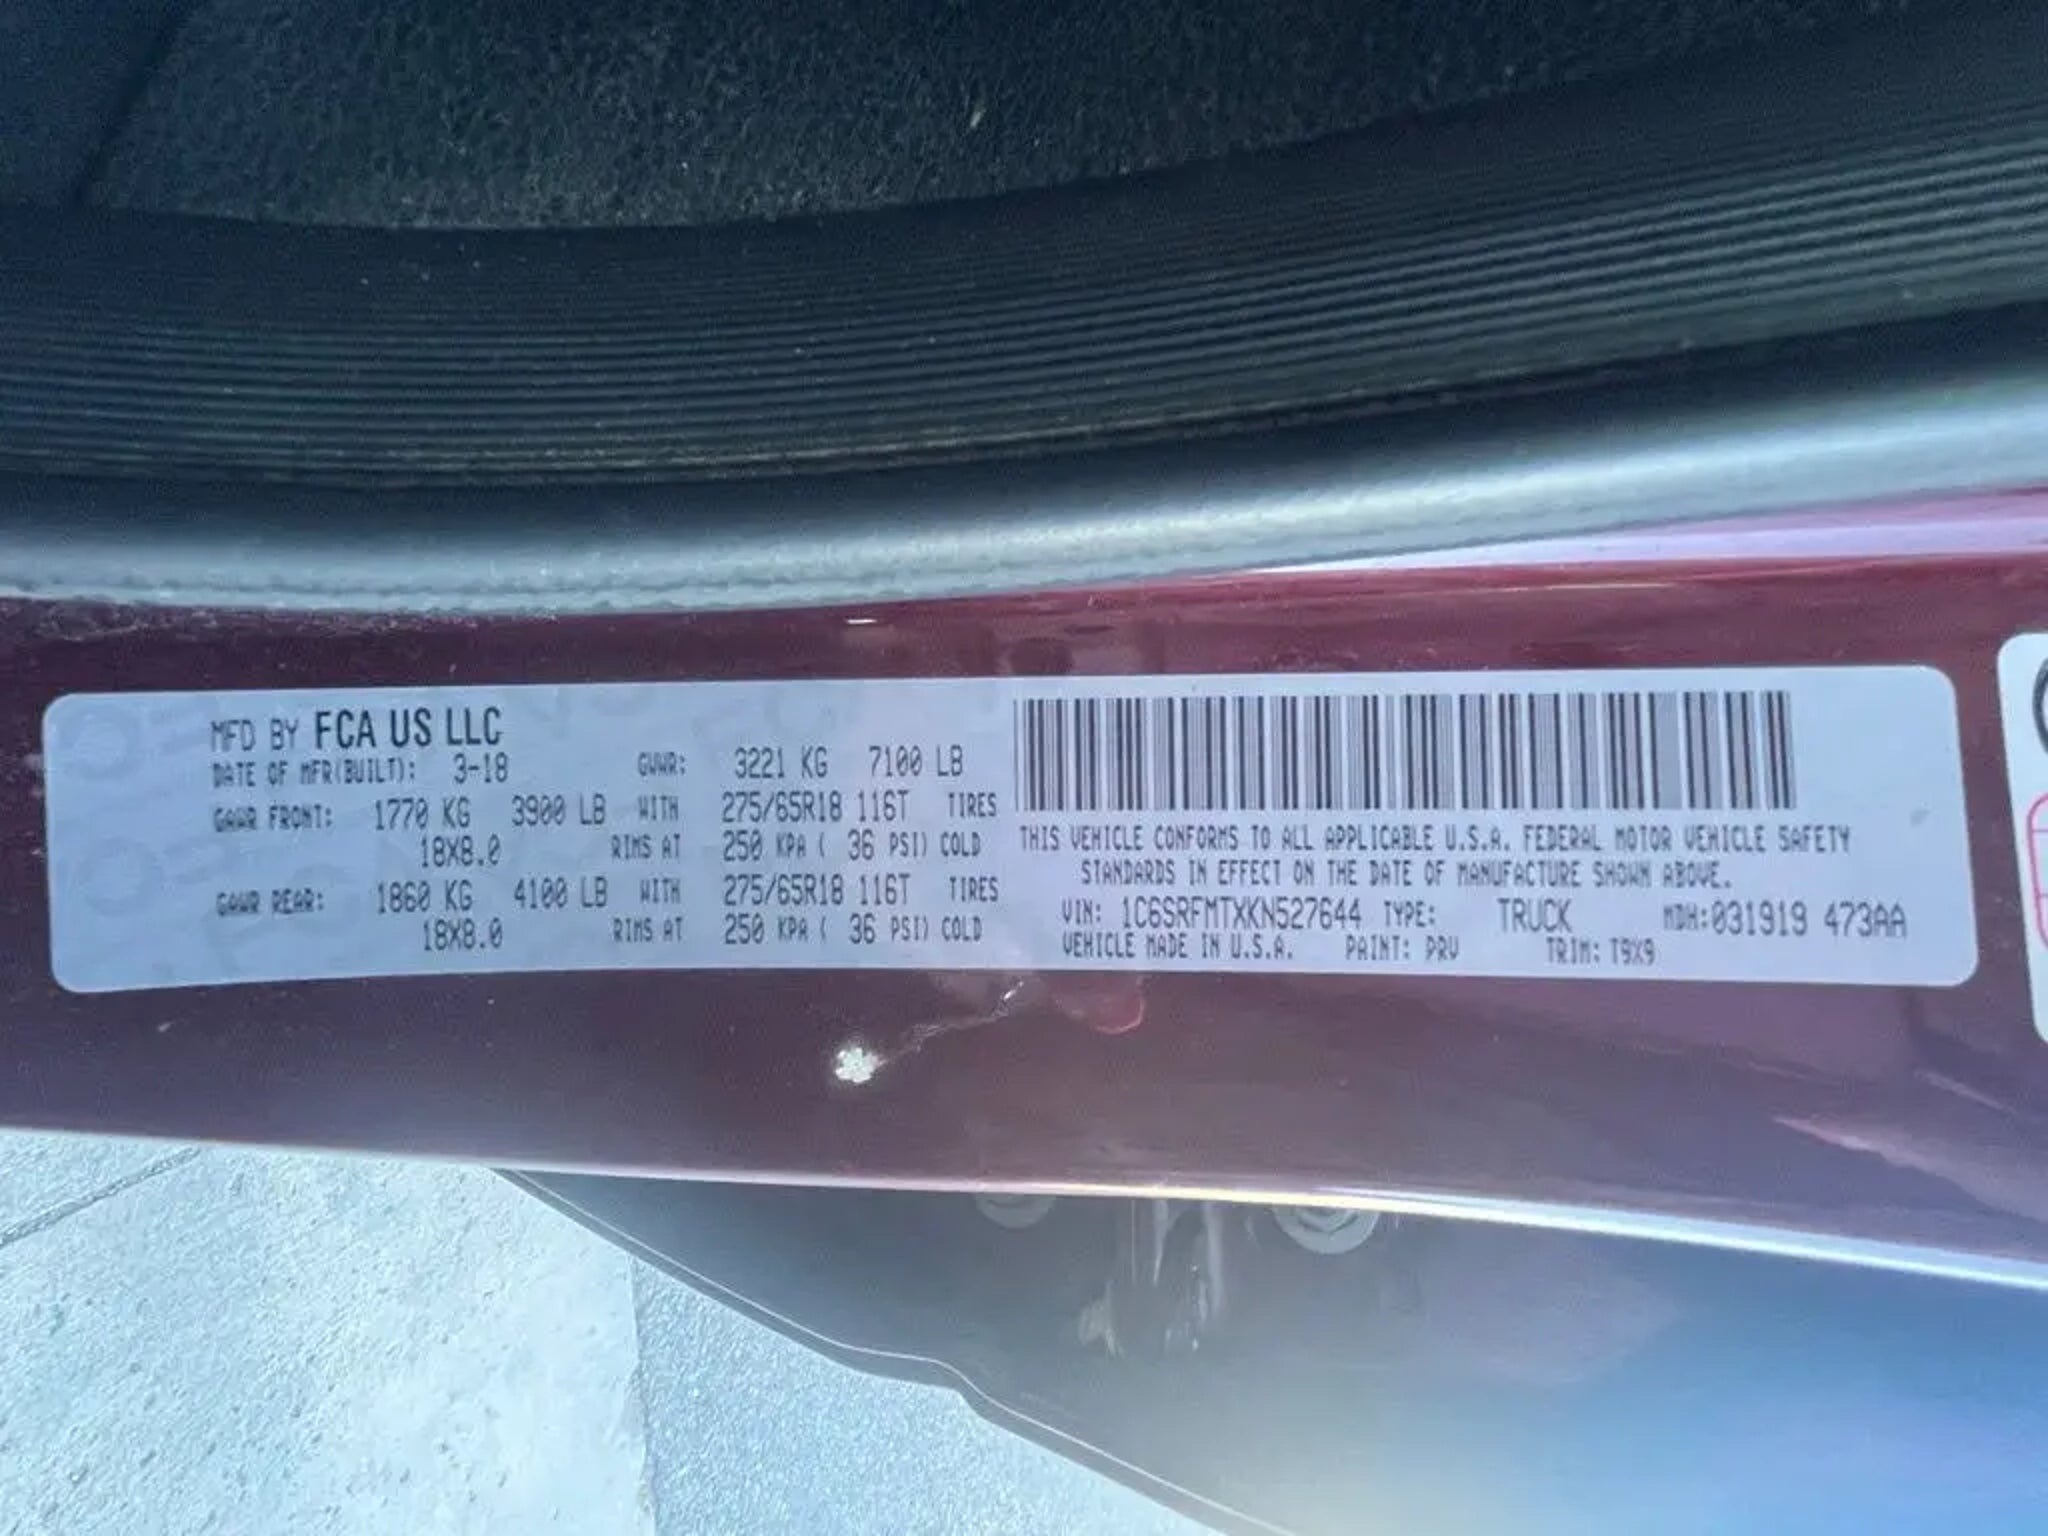 MFD BY FCA US LLC
DATE OF MFR(BUILT): 3-18 GVWR: 3221 KG 7100 LB
GAWR FRONT: 1770 KG 3900 LB WITH 275/65R18 116T TIRES
18X8.0 RIMS AT 250 KPA ( 36 PSI) COLD
GAWR REAR: 1860 KG 4100 LB WITH 275/65R18 116T TIRES
18X8.0 RIMS AT 250 KPA ( 36 PSI) COLD
THIS VEHICLE CONFORMS TO ALL APPLICABLE U.S.A. FEDERAL MOTOR VEHICLE SAFETY
STANDARDS IN EFFECT ON THE DATE OF MANUFACTURE SHOWN ABOVE.
VIN: 1C6SRFMTXKN527644 TYPE: TRUCK MDH:031919 473AA
VEHICLE MADE IN U.S.A. PAINT: PRV TRIM: T9X9